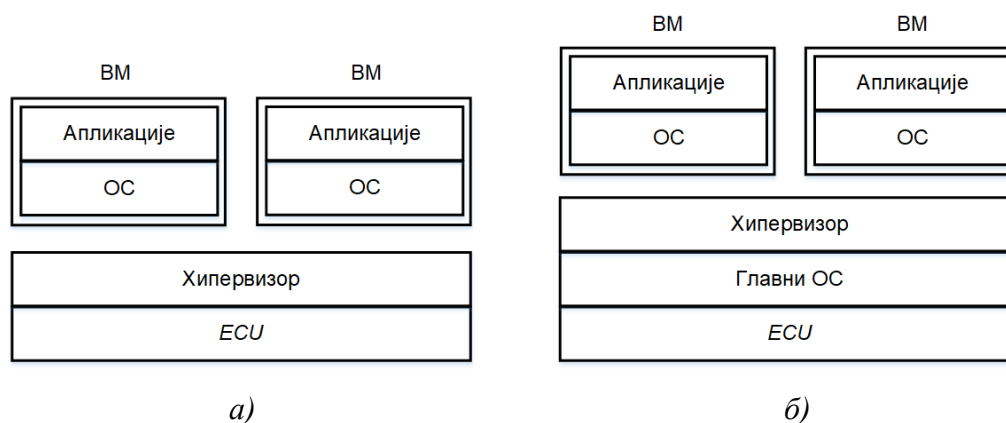 ВМ
ВМ
Апликације
Апликације
ОС
ОС
Хипервизор
ECU
а)
ВМ
ВМ
Апликације
Апликације
ОС
ОС
Хипервизор
Главни ОС
ECU
б)